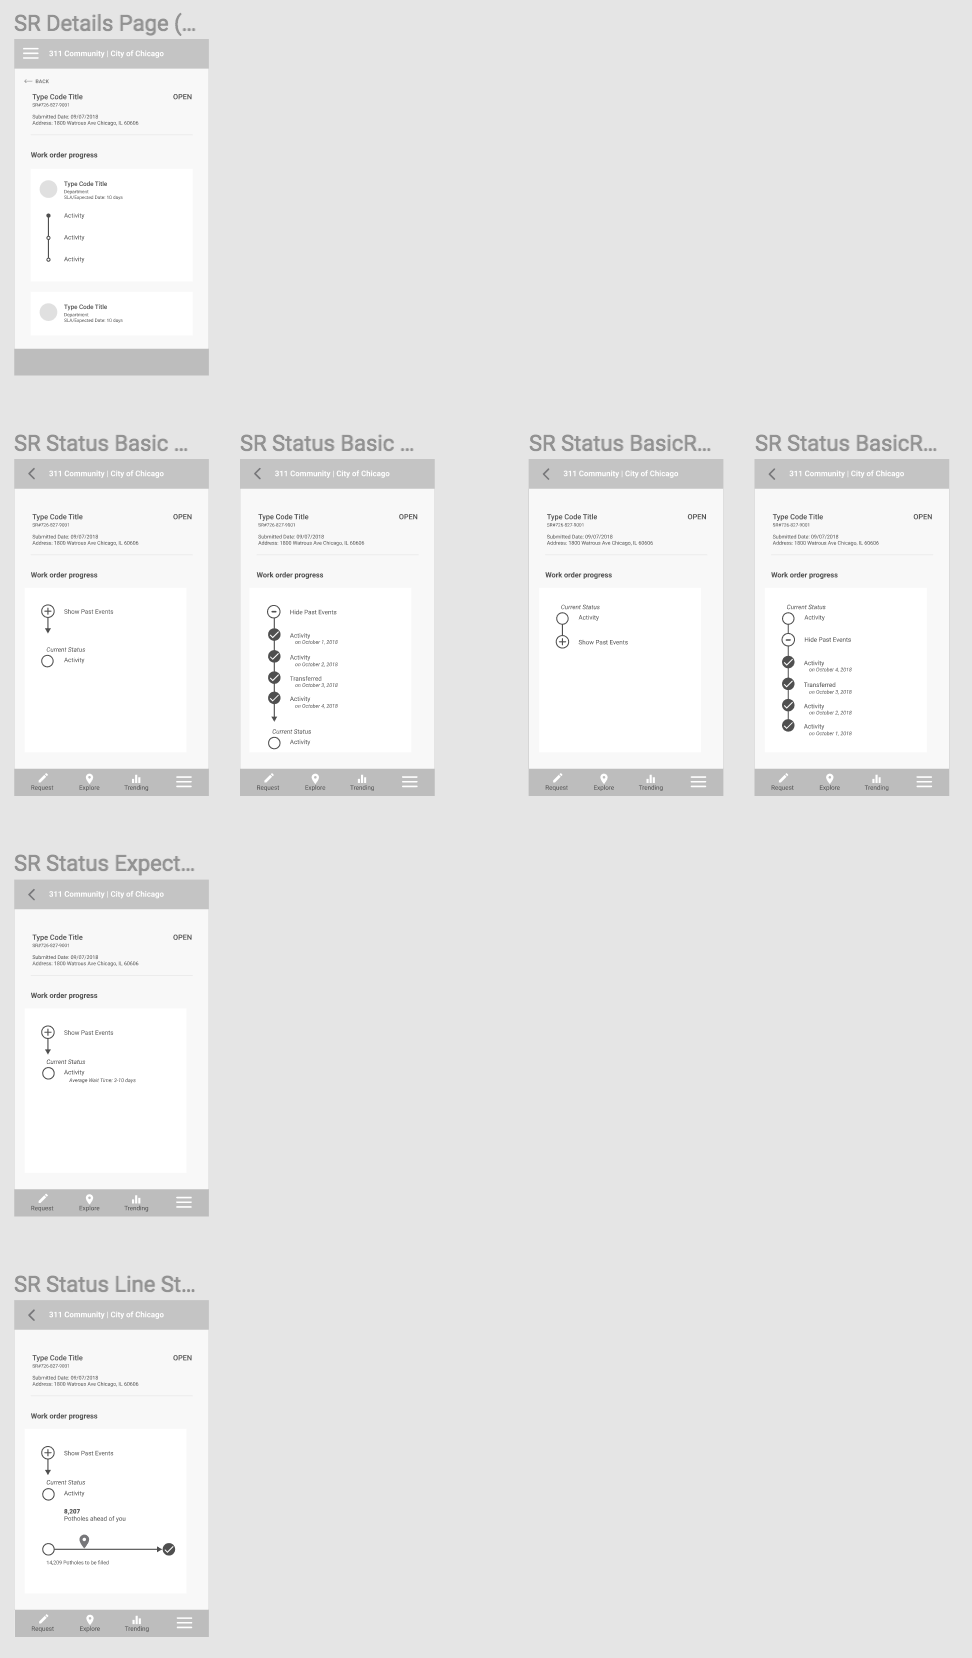 SR Details Page (...
311 Community | City of Chicago
BACK
Type Code Title OPEN
SR#726-827-9001
Submitted Date: 09/07/2018
Address: 1800 Watrous Ave Chicago, IL 60606
Work order progress
Type Code Title
Department
SLA/Expected Date: 10 days
Activity
Activity
Activity
Type Code Title
Department
SLA/Expected Date: 10 days
SR Status Basic ...
311 Community | City of Chicago
Type Code Title OPEN
SR#726-827-9001
Submitted Date: 09/07/2018
Address: 1800 Watrous Ave Chicago, IL 60606
Work order progress
Show Past Events
Current Status
Activity
Request Explore Trending
SR Status Basic ...
311 Community | City of Chicago
Type Code Title OPEN
SR#726-827-9001
Submitted Date: 09/07/2018
Address: 1800 Watrous Ave Chicago, IL 60606
Work order progress
Hide Past Events
Activity
on October 1, 2018
Activity
on October 2, 2018
Transferred
on October 3, 2018
Activity
on October 4, 2018
Current Status
Activity
Request Explore Trending
SR Status BasicR...
311 Community | City of Chicago
Type Code Title OPEN
SR#726-827-9001
Submitted Date: 09/07/2018
Address: 1800 Watrous Ave Chicago, IL 60606
Work order progress
Current Status
Activity
Show Past Events
Request Explore Trending
SR Status BasicR...
311 Community | City of Chicago
Type Code Title OPEN
SR#726-827-9001
Submitted Date: 09/07/2018
Address: 1800 Watrous Ave Chicago, IL 60606
Work order progress
Current Status
Activity
Hide Past Events
Activity
on October 4, 2018
Transferred
on October 3, 2018
Activity
on October 2, 2018
Activity
on October 1, 2018
Request Explore Trending
SR Status Expect...
311 Community | City of Chicago
Type Code Title OPEN
SR#726-827-9001
Submitted Date: 09/07/2018
Address: 1800 Watrous Ave Chicago, IL 60606
Work order progress
Show Past Events
Current Status
Activity
Average Wait Time: 3-10 days
Request Explore Trending
SR Status Line St...
311 Community | City of Chicago
Type Code Title OPEN
SR#726-827-9001
Submitted Date: 09/07/2018
Address: 1800 Watrous Ave Chicago, IL 60606
Work order progress
Show Past Events
Current Status
Activity
8,207
Potholes ahead of you
14,209 Potholes to be filled
Request Explore Trending